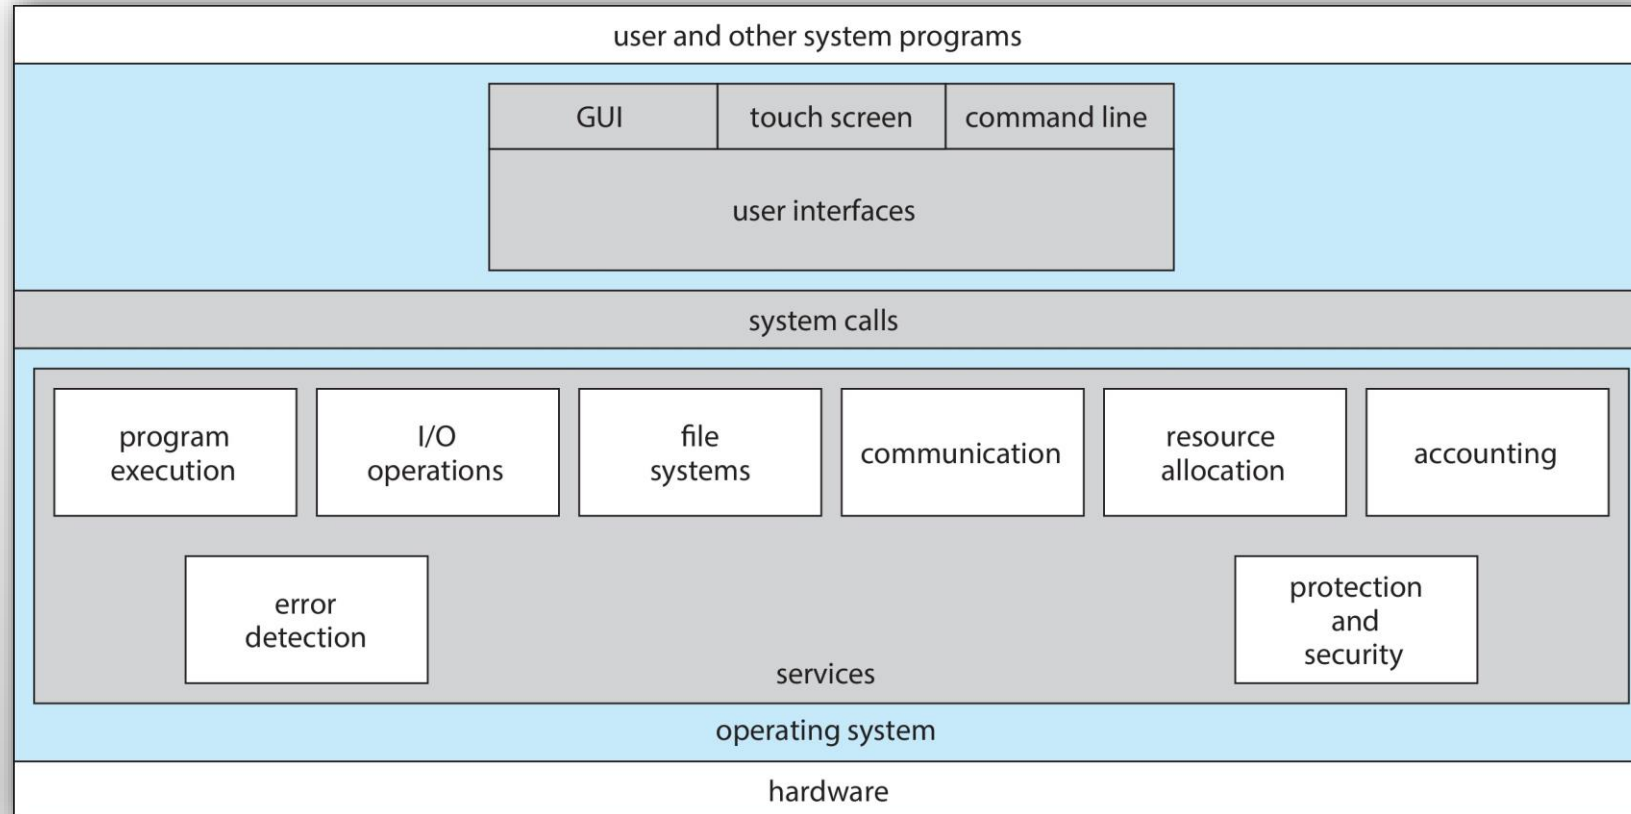 user and other system programs
GUI
touch screen
command line
user interfaces
system calls
program
execution
I/O
operations
file
systems
communication
resource
allocation
accounting
error
detection
protection
and
security
services
operating system
hardware